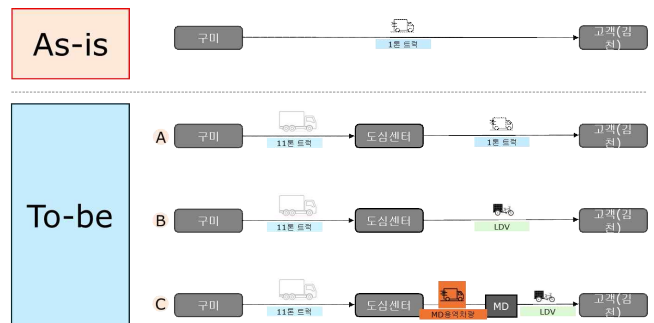 As-is
구미
1톤 트럭
고객(김
천)
To-be
A
구미
11톤 트럭
도심센터
1톤 트럭
고객(김
천)
B
구미
11톤 트럭
도심센터
LDV
고객(김
천)
C
구미
11톤 트럭
도심센터
MD용역차량
MD
LDV
고객(김
천)